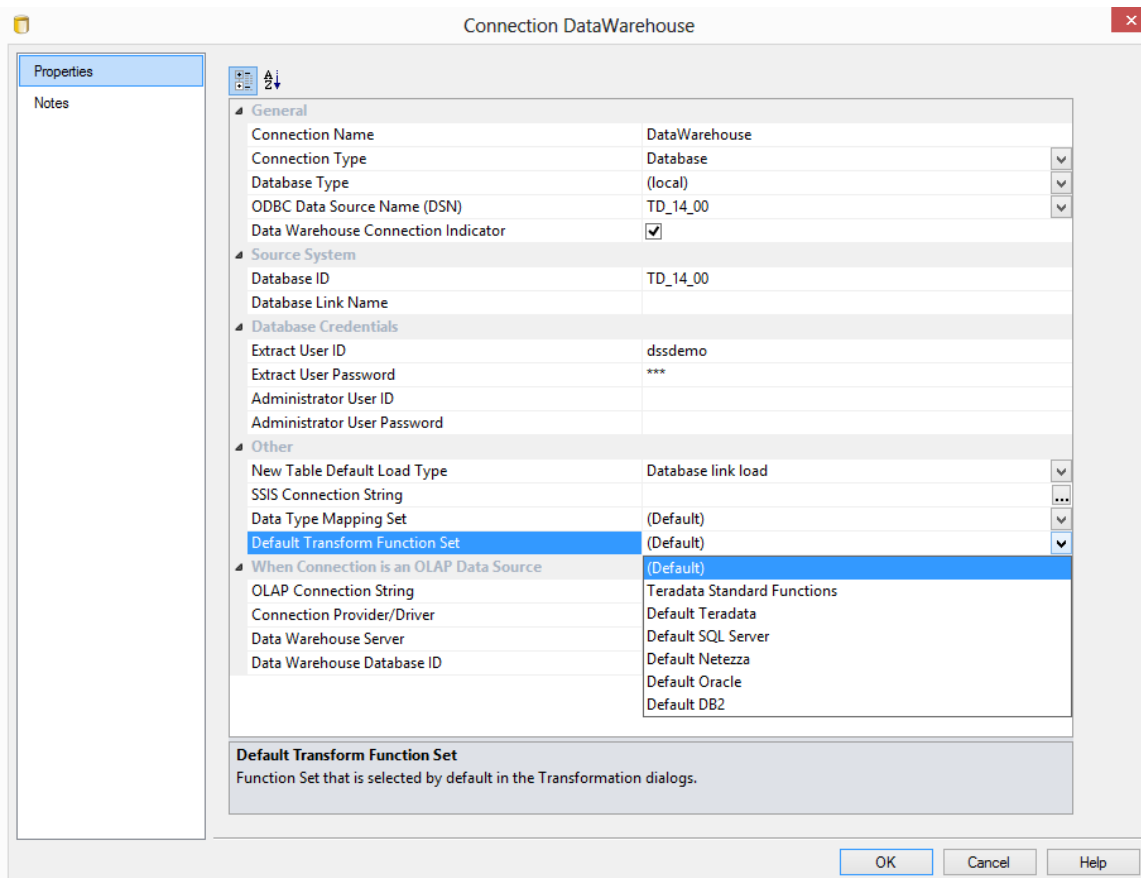 Connection DataWarehouse
Properties
Notes
General
Connection Name DataWarehouse
Connection Type Database
Database Type (local)
ODBC Data Source Name (DSN) TD_14_00
Data Warehouse Connection Indicator
Source System
Database ID TD_14_00
Database Link Name
Database Credentials
Extract User ID dssdemo
Extract User Password ***
Administrator User ID
Administrator User Password
Other
New Table Default Load Type Database link load
SSIS Connection String ...
Data Type Mapping Set (Default)
Default Transform Function Set (Default)
When Connection is an OLAP Data Source (Default)
OLAP Connection String Teradata Standard Functions
Connection Provider/Driver Default Teradata
Data Warehouse Server Default SQL Server
Data Warehouse Database ID Default Netezza
Default Oracle
Default DB2
Default Transform Function Set
Function Set that is selected by default in the Transformation dialogs.
OK Cancel Help